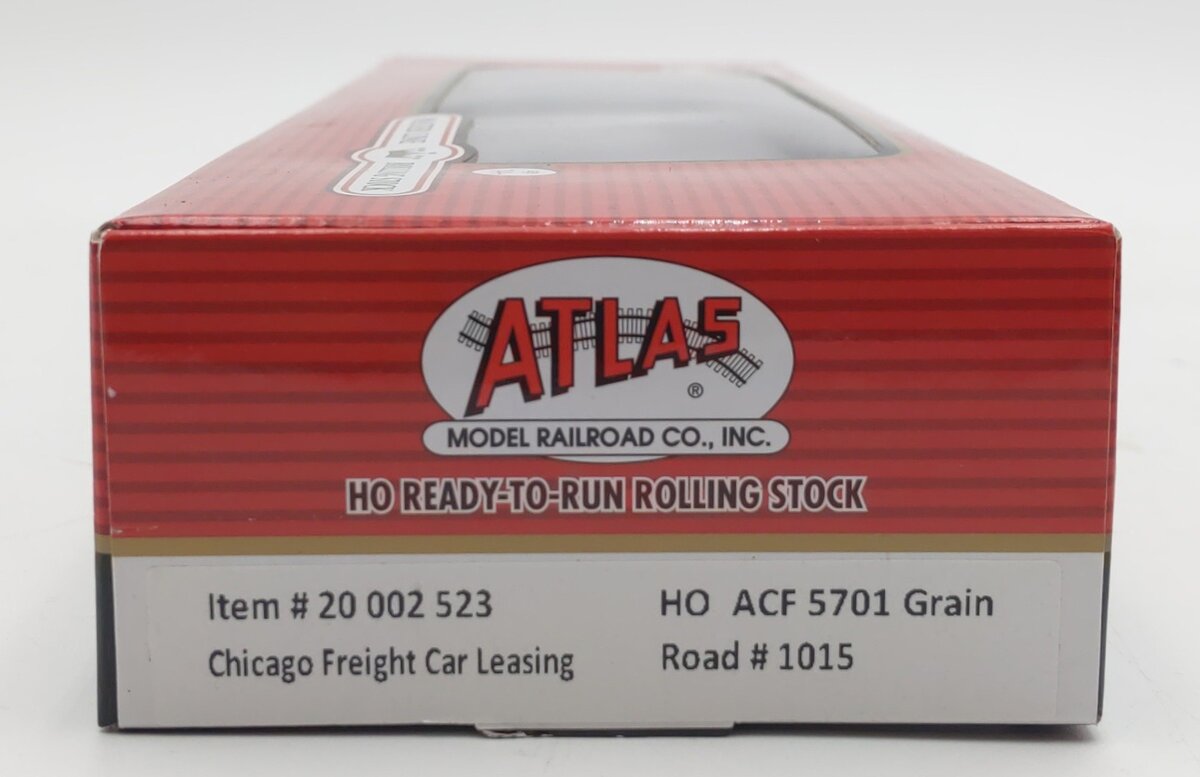 ATLAS
®
MODEL RAILROAD CO., INC.
HO READY-TO-RUN ROLLING STOCK
Item # 20 002 523
HO ACF 5701 Grain
Chicago Freight Car Leasing
Road # 1015